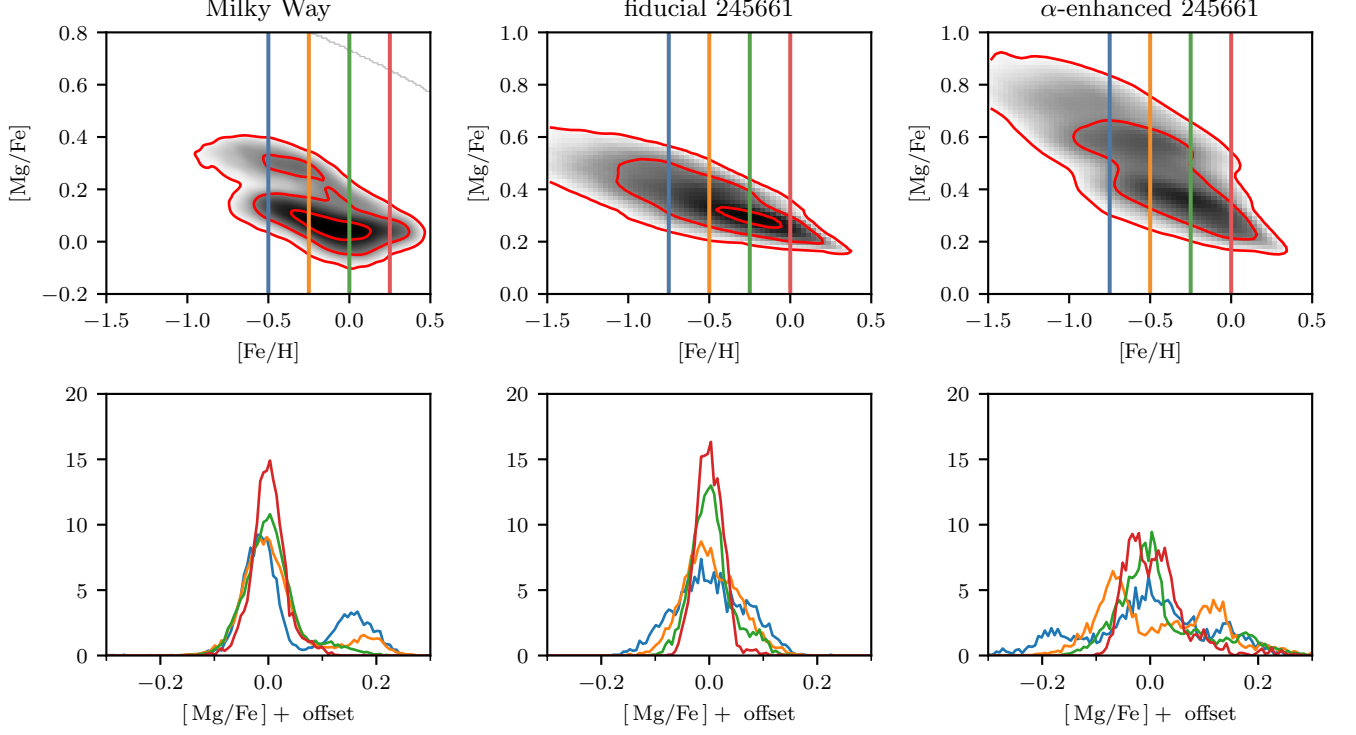 Milky Way
fiducial 245661
α-enhanced 245661
0.8
0.6
0.4
0.2
0.0
−0.2
[Mg/Fe]
−1.5 −1.0 −0.5 0.0 0.5
[Fe/H]
1.0
0.8
0.6
0.4
0.2
0.0
[Mg/Fe]
−1.5 −1.0 −0.5 0.0 0.5
[Fe/H]
1.0
0.8
0.6
0.4
0.2
0.0
[Mg/Fe]
−1.5 −1.0 −0.5 0.0 0.5
[Fe/H]
20
15
10
5
0
−0.2 0.0 0.2
[Mg/Fe] + offset
20
15
10
5
0
−0.2 0.0 0.2
[Mg/Fe] + offset
20
15
10
5
0
−0.2 0.0 0.2
[Mg/Fe] + offset